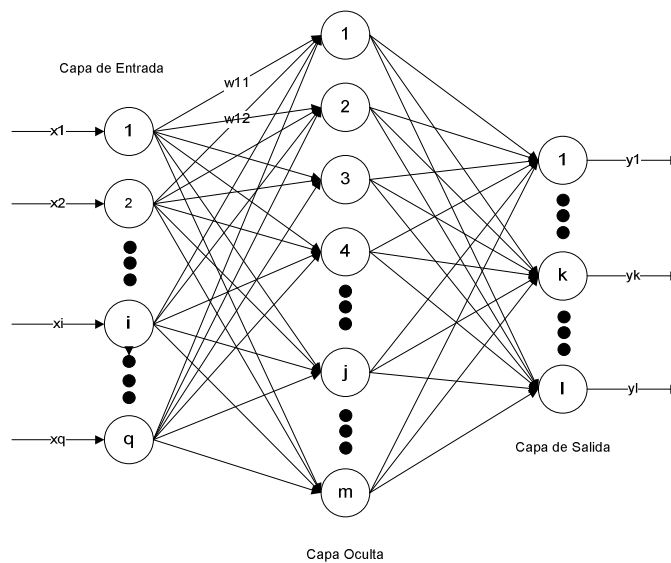 Capa de Entrada
x1
1
x2
2
xi
i
xq
q
w11
w12
1
2
3
4
j
m
Capa Oculta
1
y1
k
yk
l
yl
Capa de Salida